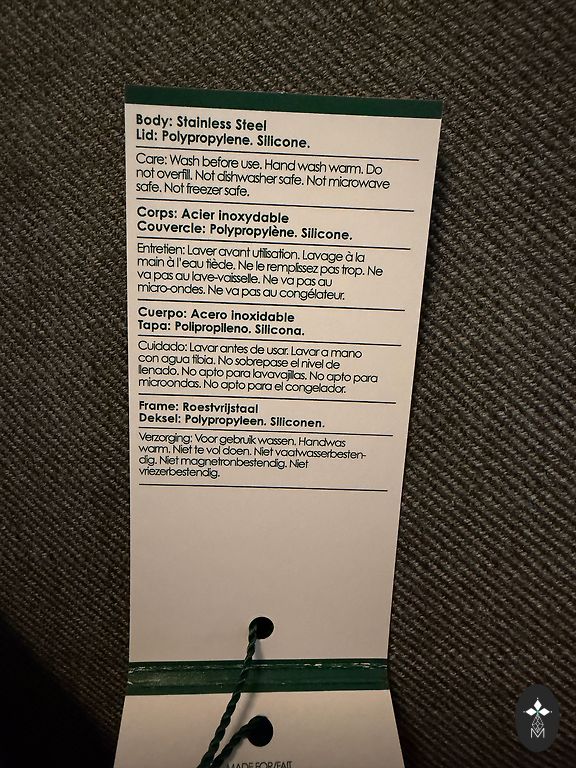 Body: Stainless Steel
Lid: Polypropylene. Silicone.
Care: Wash before use. Hand wash warm. Do
not overfill. Not dishwasher safe. Not microwave
safe. Not freezer safe.
Corps: Acier inoxydable
Couvercle: Polypropylène. Silicone.
Entretien: Laver avant utilisation. Lavage à la
main à l'eau tiède. Ne le remplissez pas trop. Ne
va pas au lave-vaisselle. Ne va pas au
micro-ondes. Ne va pas au congélateur.
Cuerpo: Acero inoxidable
Tapa: Polipropileno. Silicona.
Cuidado: Lavar antes de usar. Lavar a mano
con agua tibia. No sobrepase el nivel de
llenado. No apto para lavavajillas. No apto para
microondas. No apto para el congelador.
Frame: Roestvrijstaal
Deksel: Polypropyleen. Siliconen.
Verzorging: Voor gebruik wassen. Handwas
warm. Niet te vol doen. Niet vaatwasserbesten-
dig. Niet magnetronbestendig. Niet
vriezerbestendig.
MADE FOR/FAIT